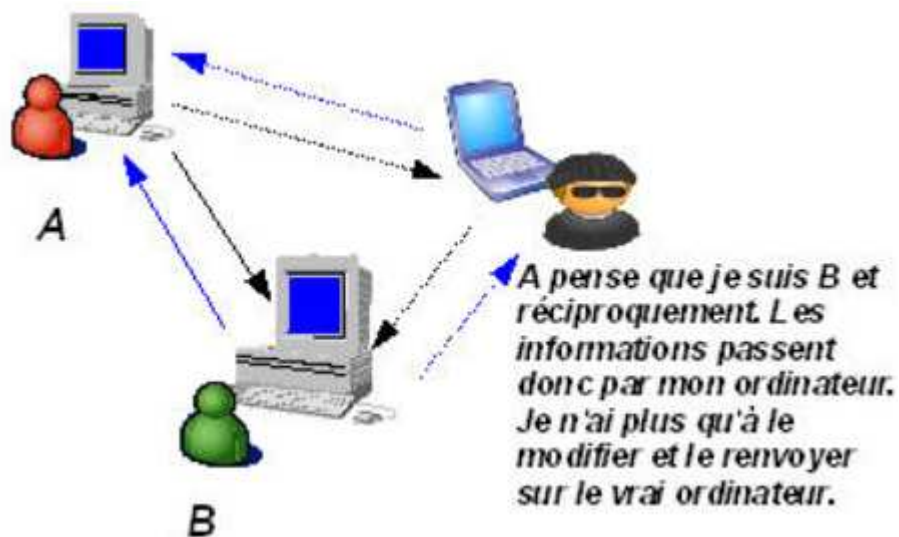 A
A pense que je suis B et
réciproquement. Les
informations passent
donc par mon ordinateur.
Je n'ai plus qu'à le
modifier et le renvoyer
sur le vrai ordinateur.
B